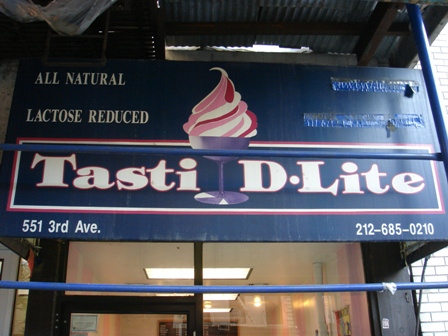 ALL NATURAL
LACTOSE REDUCED
Tasti D•Lite
551 3rd Ave.
212-685-0210